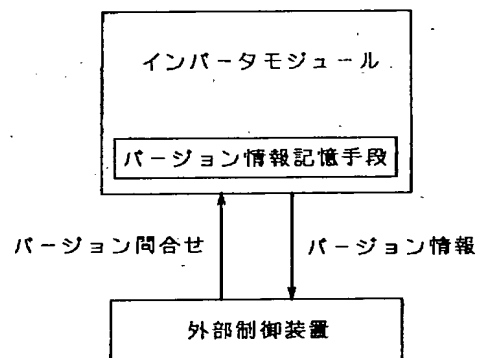 インバータモジュール
バージョン情報記憶手段
バージョン問合せ
バージョン情報
外部制御装置